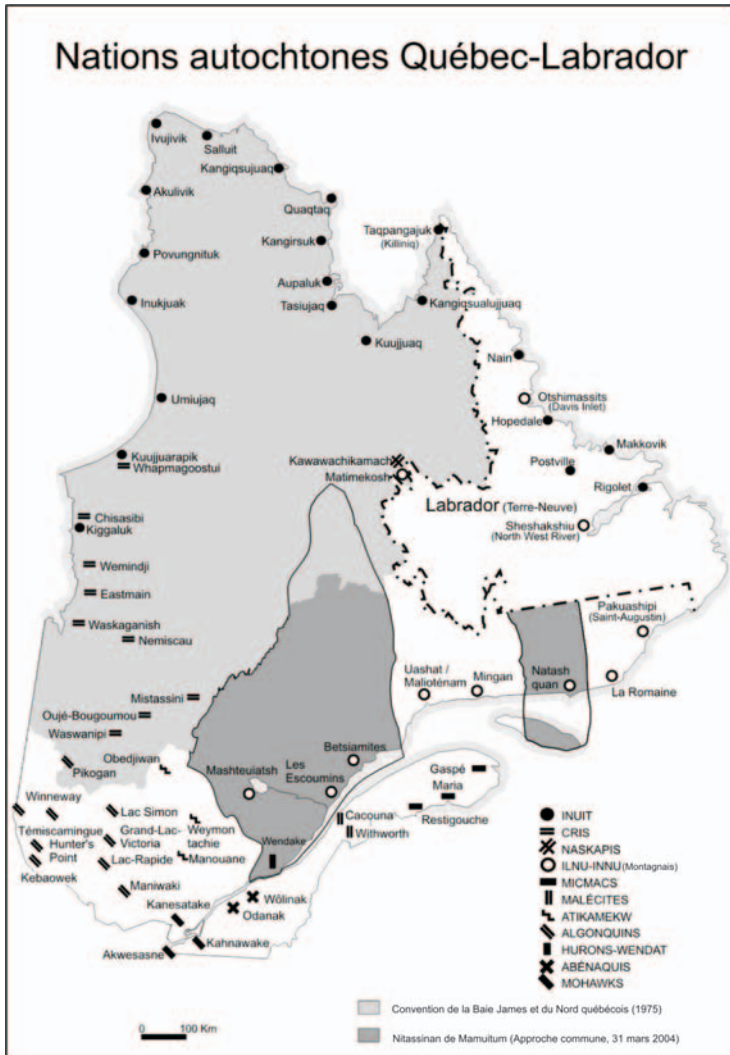 Nations autochtones Québec-Labrador
Ivujivik
Salluit
Kangiqsujuaq
Akulivik
Quaqtaq
Taqpangajuk
(Killiniq)
Kangirsuk
Povungnituk
Aupaluk
Inukjuak
Tasiujaq
Kangiqsualujjuaq
Kuujjuaq
Nain
Umiujaq
Otshimassits
(Davis Inlet)
Hopedale
Makkovik
Kuujjuarapik
Whapmagoostui
Kawawachikamach
Matimekosh
Postville
Rigolet
Labrador (Terre-Neuve)
Chisasibi
Kiggaluk
Sheshakshiu
(North West River)
Wemindji
Eastmain
Waskaganish
Nemiscau
Pakuashipi
(Saint-Augustin)
Uashat /
Maliotenam
Mingan
Natash
quan
La Romaine
Mistassini
Oujé-Bougoumou
Waswanipi
Obedjiwan
Pikogan
Betsiamites
Les
Escoumins
Mashteuiatsh
Gaspé
Maria
Restigouche
Cacouna
Withworth
Winneway
Lac Simon
Témiscamingue
Grand-Lac-
Victoria
Weymon
tachie
Hunter's
Point
Lac-Rapide
Manouane
Wendake
Kebaowek
Maniwaki
Kanesatake
Wôlinak
Odanak
Kahnawake
Akwesasne
INUIT
CRIS
NASKAPIS
ILNU-INNU (Montagnais)
MICMACS
MALÉCITES
ATIKAMEKW
ALGONQUINS
HURONS-WENDAT
ABÉNAQUIS
MOHAWKS
Convention de la Baie James et du Nord québécois (1975)
Nitassinan de Mamuitum (Approche commune, 31 mars 2004)
100 Km